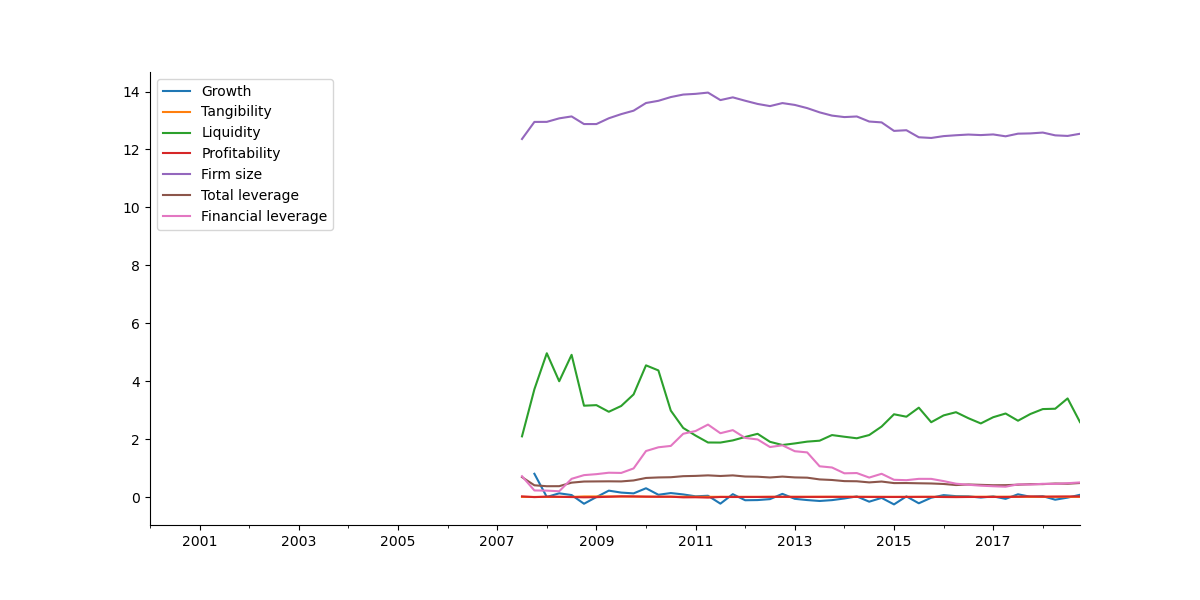 14
12
10
8
6
4
2
0
Growth
Tangibility
Liquidity
Profitability
Firm size
Total leverage
Financial leverage
2001 2003 2005 2007 2009 2011 2013 2015 2017